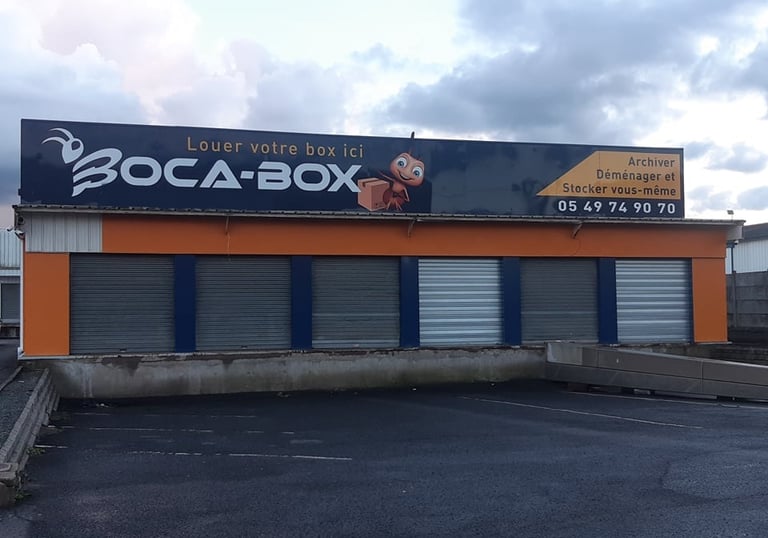 Louer votre box ici
BOCA-BOX
Archiver
Déménager et
Stocker vous-même
05 49 74 90 70